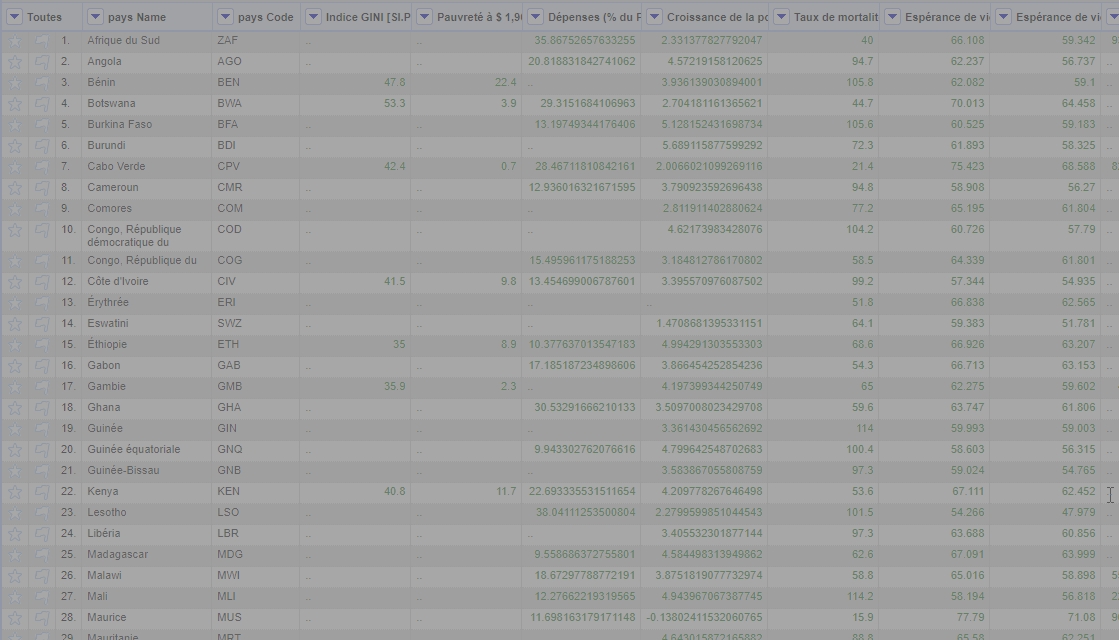 Toutes pays Name pays Code Indice GINI [SI.P Pauvreté à $ 1,9 Dépenses (% du P Croissance de la po Taux de mortalit Espérance de vi Espérance de vi
1. Afrique du Sud ZAF .. .. 35.86752657633255 2.331377827792047 40 66.108 59.342 9
2. Angola AGO .. .. 20.818831842741062 4.57219158120625 94.7 62.237 56.737 ..
3. Bénin BEN 47.8 22.4 .. 3.936139030894001 105.8 62.082 59.1 ..
4. Botswana BWA 53.3 3.9 29.3151684106963 2.704181161365621 44.7 70.013 64.458 ..
5. Burkina Faso BFA .. .. 13.19749344176406 5.128152431698734 105.6 60.525 59.183 ..
6. Burundi BDI .. .. .. 5.689115877599292 72.3 61.893 58.325 ..
7. Cabo Verde CPV 42.4 0.7 28.46711810842161 2.0066021099269116 21.4 75.423 68.588 8
8. Cameroun CMR .. .. 12.936016321671595 3.790923592696438 94.8 58.908 56.27 ..
9. Comores COM .. .. .. 2.811911402880624 77.2 65.195 61.804 ..
10. Congo, République COD .. .. .. 4.62173983428076 104.2 60.726 57.79 ..
démocratique du
11. Congo, République du COG .. .. 15.495961175188253 3.184812786170802 58.5 64.339 61.801 ..
12. Côte d'Ivoire CIV 41.5 9.8 13.454699006787601 3.395570976087502 99.2 57.344 54.935 ..
13. Érythrée ERI .. .. .. .. 51.8 66.838 62.565 ..
14. Eswatini SWZ .. .. .. 1.4708681395331151 64.1 59.383 51.781 ..
15. Éthiopie ETH 35 8.9 10.377637013547183 4.994291303553303 68.6 66.926 63.207 ..
16. Gabon GAB .. .. 17.185187234898606 3.866454252854236 54.3 66.713 63.153 ..
17. Gambie GMB 35.9 2.3 .. 4.197399344250749 65 62.275 59.602 ..
18. Ghana GHA .. .. 30.53291666210133 3.5097008023429708 59.6 63.747 61.806 ..
19. Guinée GIN .. .. .. 3.361430456562692 114 59.993 59.003 ..
20. Guinée équatoriale GNQ .. .. 9.943302762076616 4.799642548702683 100.4 58.603 56.315 ..
21. Guinée-Bissau GNB .. .. .. 3.583867055808759 97.3 59.024 54.765 ..
22. Kenya KEN 40.8 11.7 22.693335531511654 4.209778267646498 53.6 67.111 62.452 ..
23. Lesotho LSO .. .. 38.04111253500804 2.2799599851044543 101.5 54.266 47.979 ..
24. Libéria LBR .. .. .. 3.405532301877144 97.3 63.688 60.856 ..
25. Madagascar MDG .. .. 9.558686372755801 4.584498313949862 62.6 67.091 63.999 ..
26. Malawi MWI .. .. 18.67297788772191 3.8751819077732974 58.8 65.016 58.898 5
27. Mali MLI .. .. 12.27662219319565 4.943967067387745 114.2 58.194 56.818 2
28. Maurice MUS .. .. 11.698163179171148 -0.13802411532060765 15.9 77.79 71.08 9
29. Mauritanie MRT .. .. 4.643015872165882 88.8 65.58 62.251